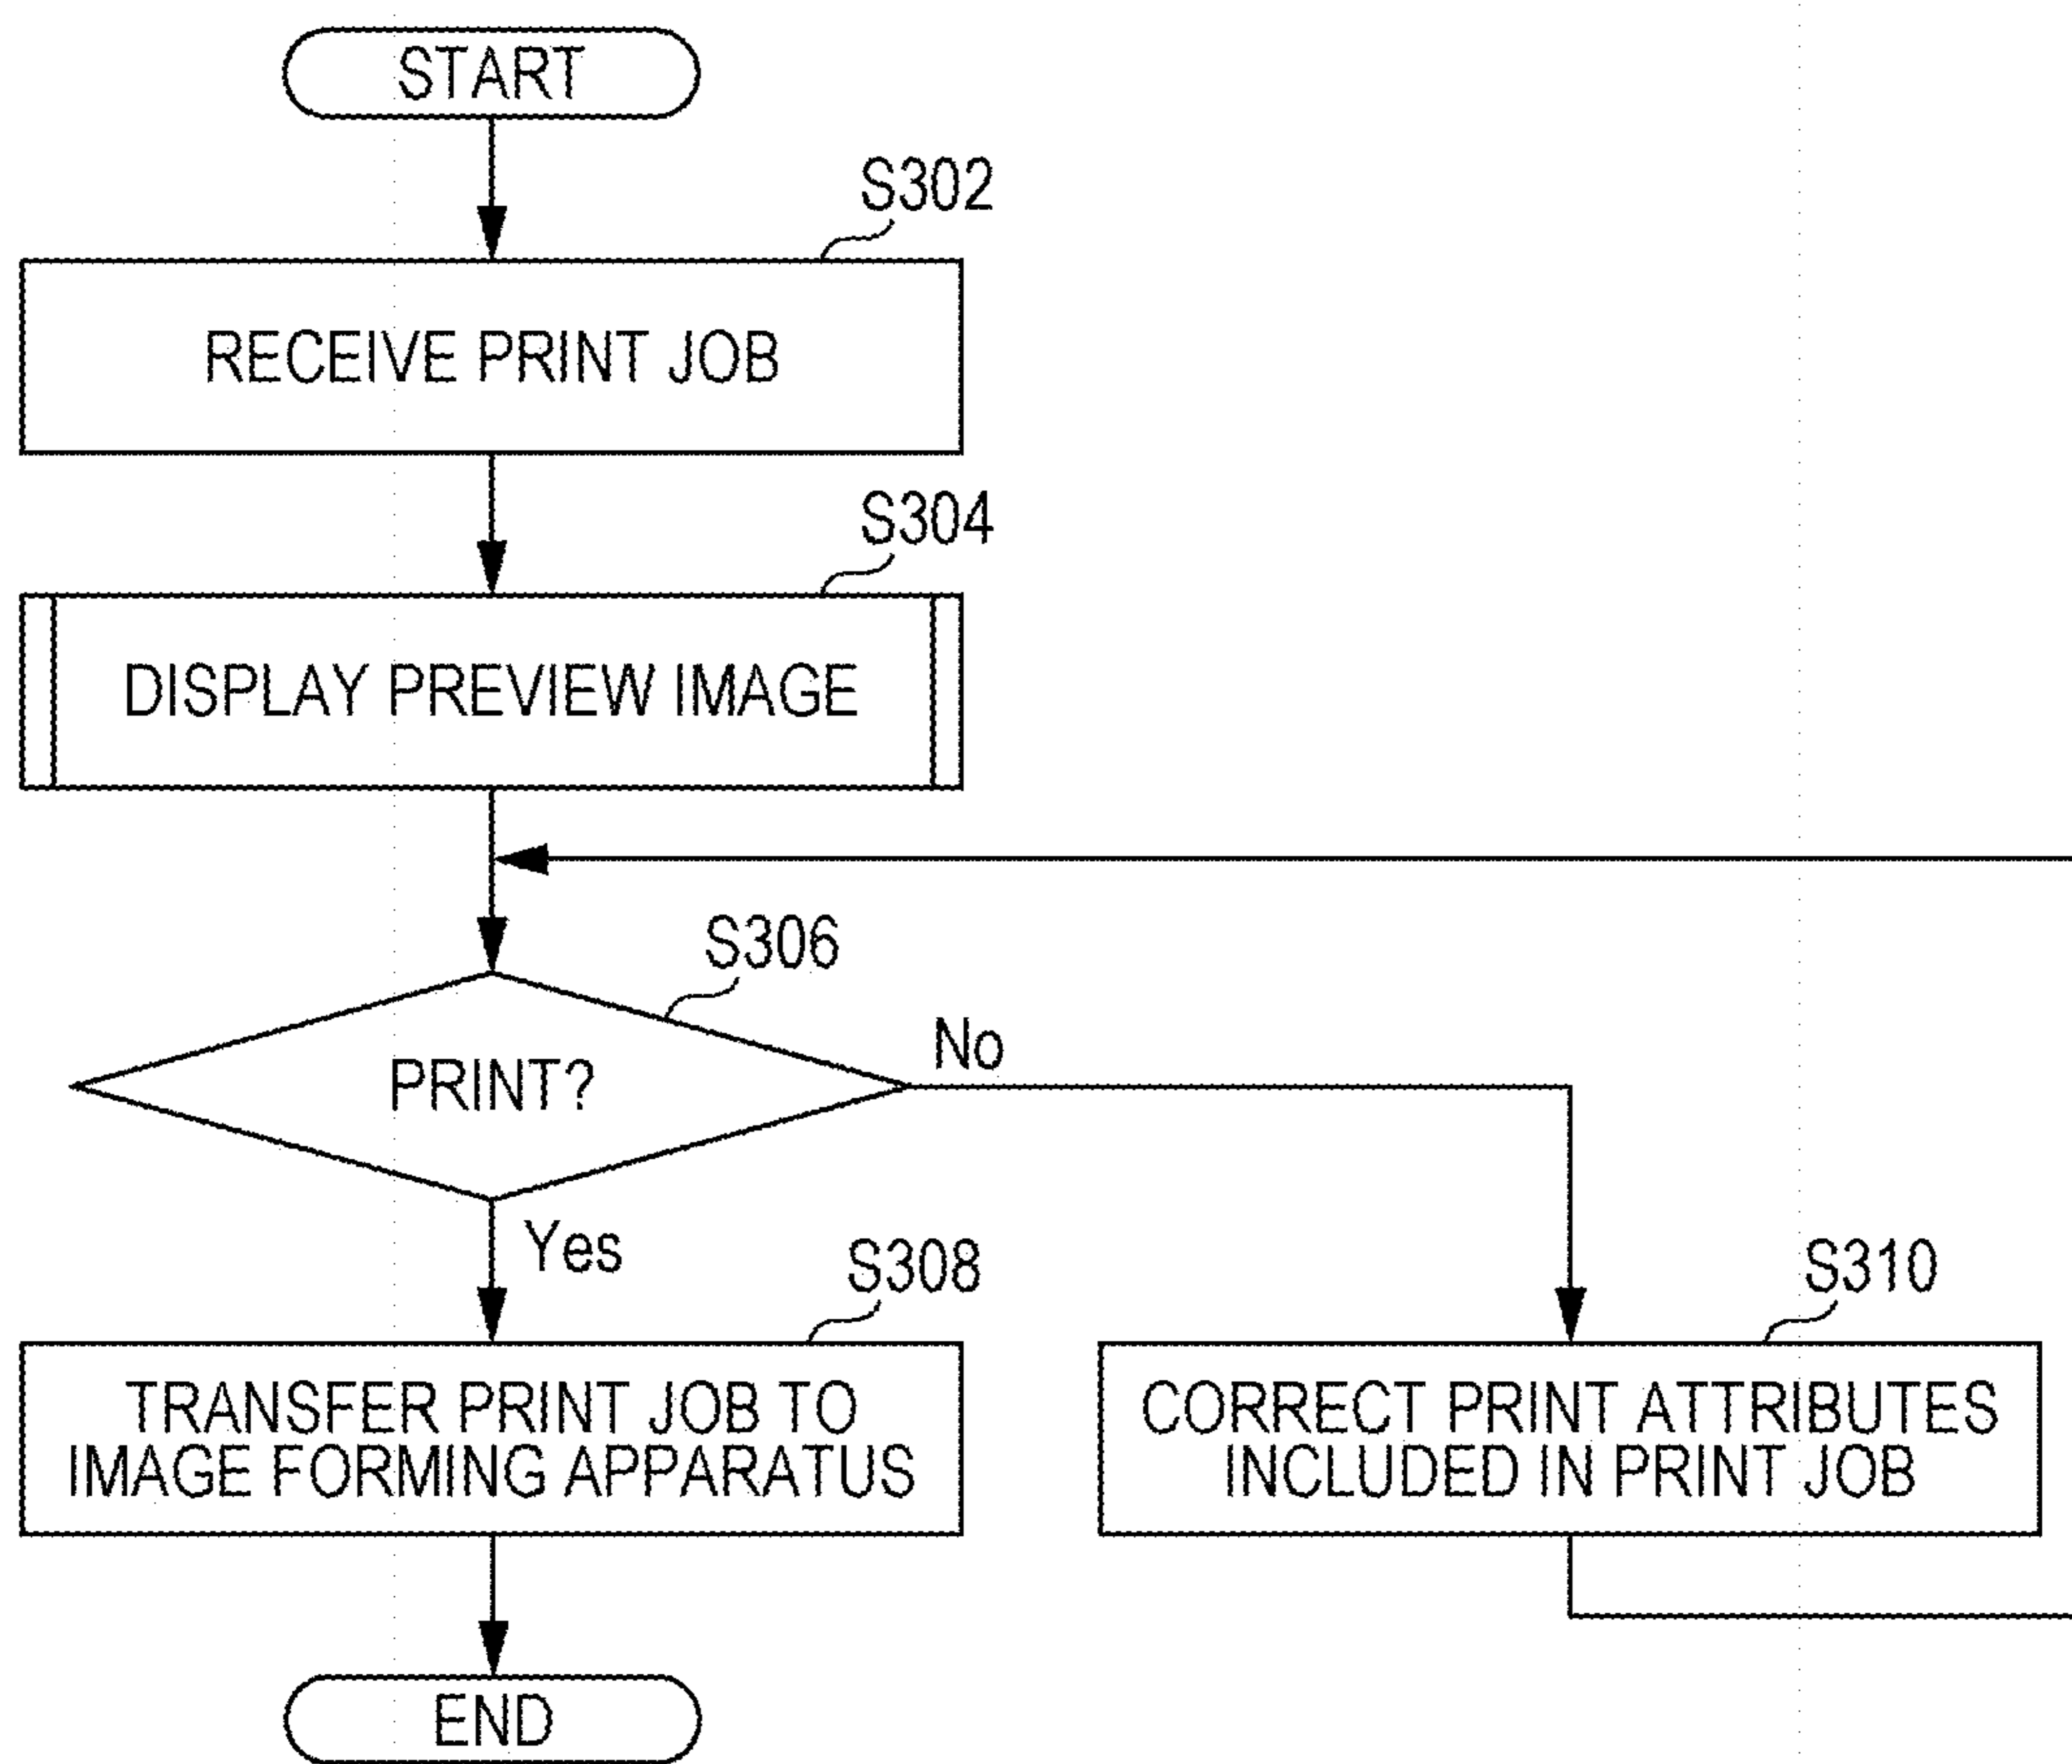 START
S302
RECEIVE PRINT JOB
S304
DISPLAY PREVIEW IMAGE
S306
PRINT?
No
Yes
S308
TRANSFER PRINT JOB TO
IMAGE FORMING APPARATUS
S310
CORRECT PRINT ATTRIBUTES
INCLUDED IN PRINT JOB
END